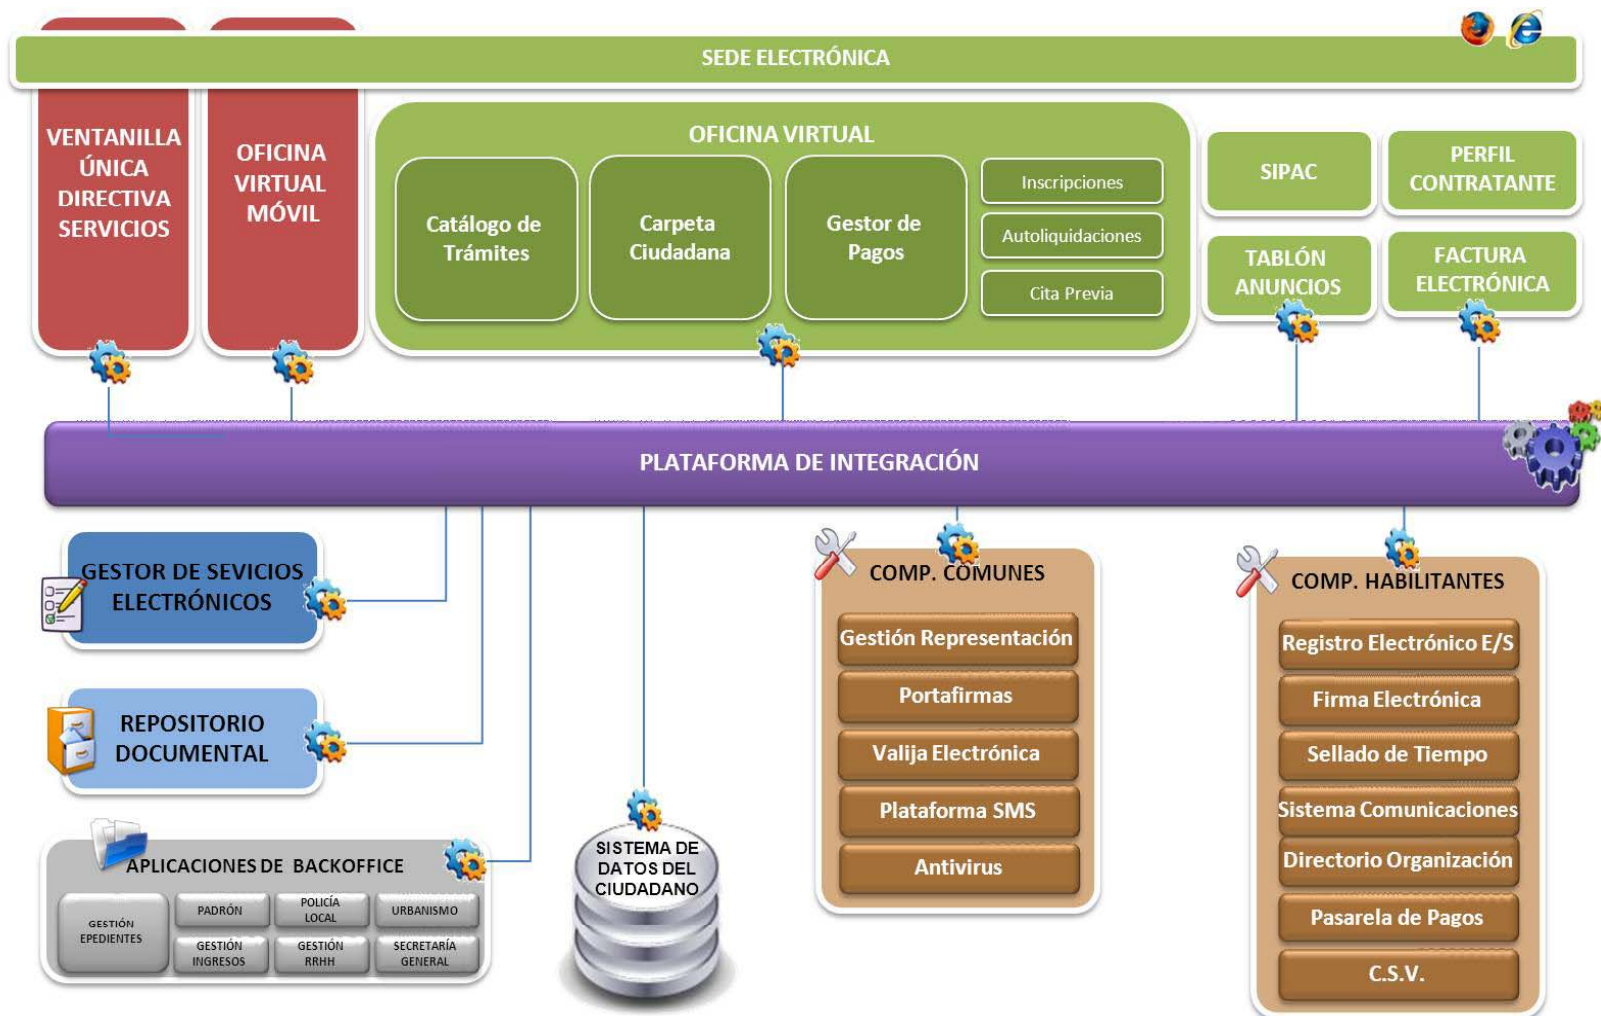 SEDE ELECTRÓNICA
VENTANILLA
ÚNICA
DIRECTIVA
SERVICIOS
OFICINA
VIRTUAL
MÓVIL
OFICINA VIRTUAL
Catálogo de
Trámites
Carpeta
Ciudadana
Gestor de
Pagos
Inscripciones
Autoliquidaciones
Cita Previa
SIPAC
PERFIL
CONTRATANTE
TABLÓN
ANUNCIOS
FACTURA
ELECTRÓNICA
PLATAFORMA DE INTEGRACIÓN
GESTOR DE SEVICIOS
ELECTRÓNICOS
REPOSITORIO
DOCUMENTAL
APLICACIONES DE BACKOFFICE
GESTIÓN
EPEDIENTES
PADRÓN
POLICÍA
LOCAL
URBANISMO
GESTIÓN
INGRESOS
GESTIÓN
RRHH
SECRETARÍA
GENERAL
SISTEMA DE
DATOS DEL
CIUDADANO
COMP. COMUNES
Gestión Representación
Portafirmas
Valija Electrónica
Plataforma SMS
Antivirus
COMP. HABILITANTES
Registro Electrónico E/S
Firma Electrónica
Sellado de Tiempo
Sistema Comunicaciones
Directorio Organización
Pasarela de Pagos
C.S.V.